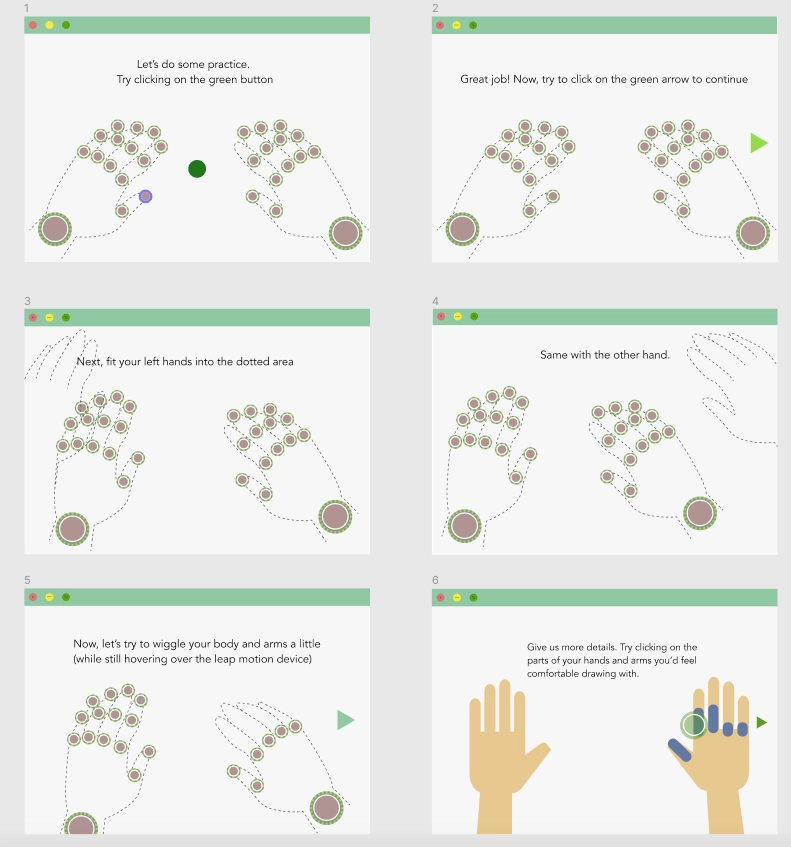 1
Let's do some practice.
Try clicking on the green button
2
Great job! Now, try to click on the green arrow to continue
3
Next, fit your left hands into the dotted area
4
Same with the other hand.
5
Now, let's try to wiggle your body and arms a little
(while still hovering over the leap motion device)
6
Give us more details. Try clicking on the
parts of your hands and arms you'd feel
comfortable drawing with.